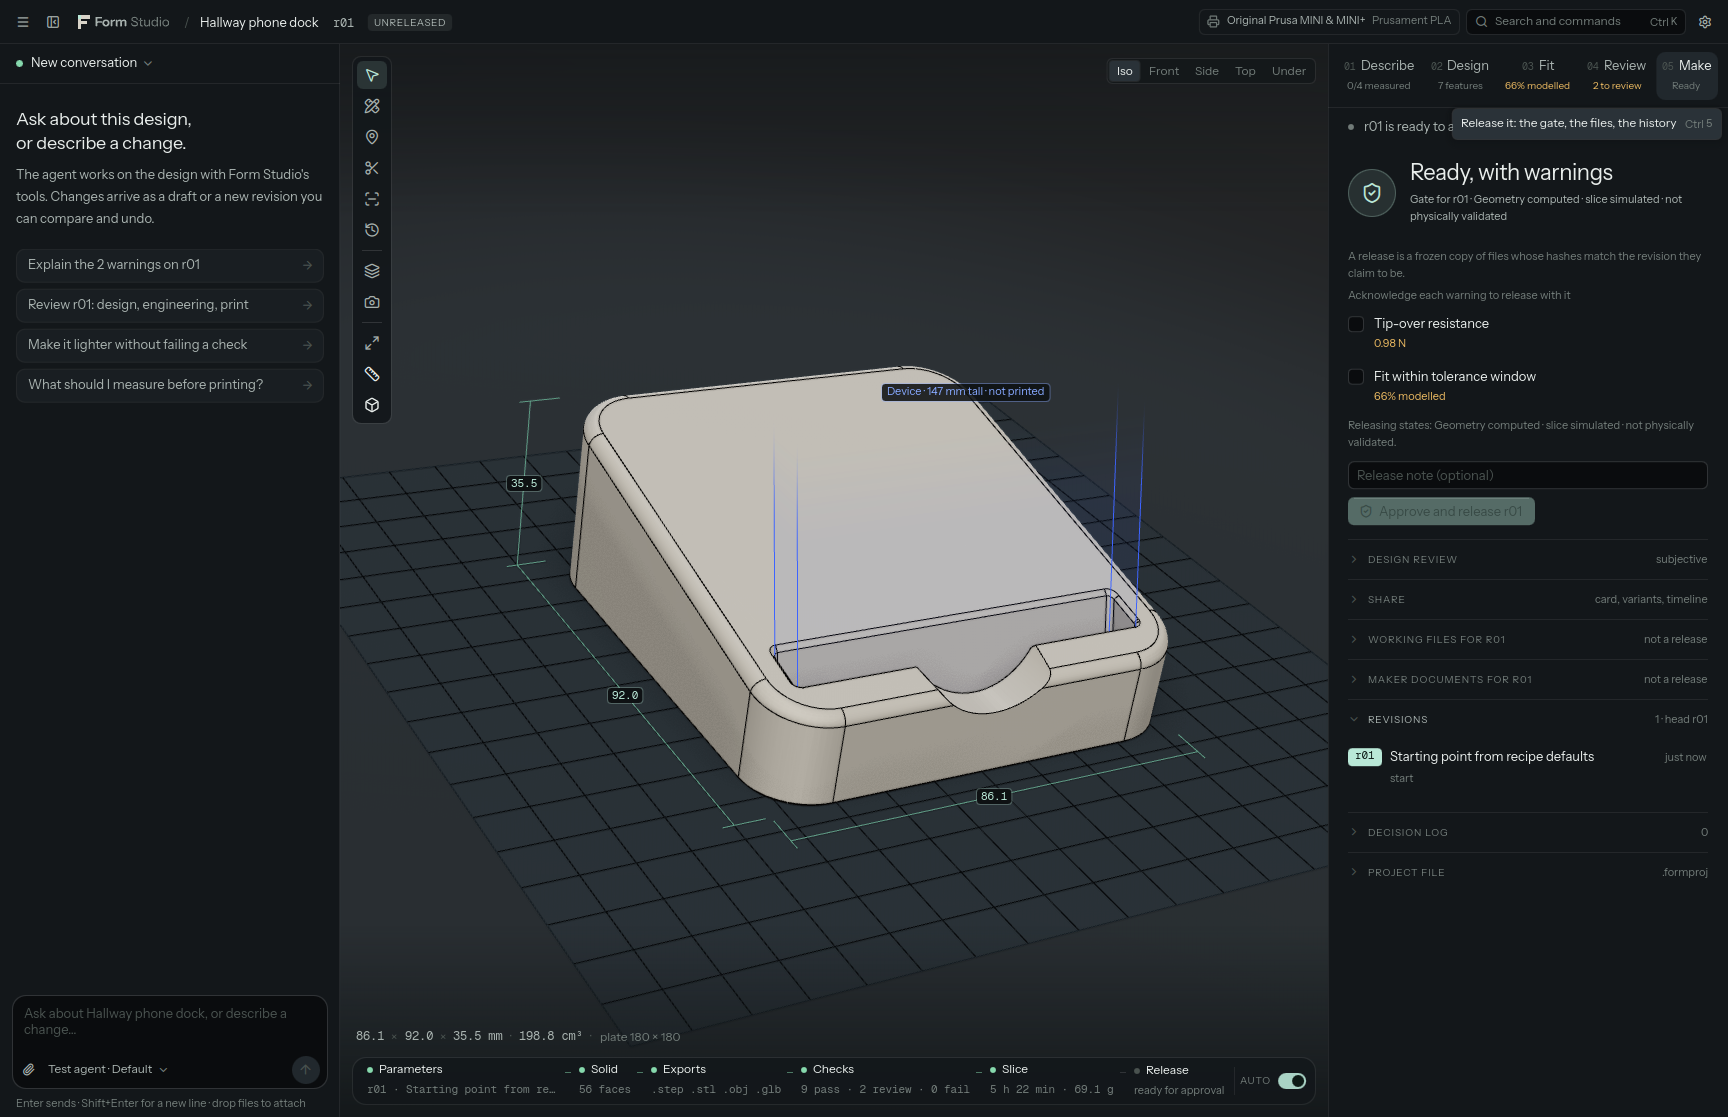 Form Studio / Hallway phone dock r01 UNRELEASED
Original Prusa MINI & MINI+ Prusament PLA
Search and commands Ctrl K
New conversation
Ask about this design,
or describe a change.
The agent works on the design with Form Studio's
tools. Changes arrive as a draft or a new revision you
can compare and undo.
Explain the 2 warnings on r01
Review r01: design, engineering, print
Make it lighter without failing a check
What should I measure before printing?
Ask about Hallway phone dock, or describe a
change...
Test agent · Default
Enter sends · Shift+Enter for a new line · drop files to attach
Iso Front Side Top Under
Device · 147 mm tall · not printed
35.5
92.0
86.1
86.1 × 92.0 × 35.5 mm · 198.8 cm³ · plate 180 × 180
Parameters
r01 · Starting point from re…
Solid
56 faces
Exports
.step .stl .obj .glb
Checks
9 pass · 2 review · 0 fail
Slice
5 h 22 min · 69.1 g
Release
ready for approval
AUTO
01 Describe
0/4 measured
02 Design
7 features
03 Fit
66% modelled
04 Review
2 to review
05 Make
Ready
r01 is ready to a
Release it: the gate, the files, the history Ctrl 5
Ready, with warnings
Gate for r01 · Geometry computed · slice simulated · not
physically validated
A release is a frozen copy of files whose hashes match the revision they
claim to be.
Acknowledge each warning to release with it
Tip-over resistance
0.98 N
Fit within tolerance window
66% modelled
Releasing states: Geometry computed · slice simulated · not physically
validated.
Release note (optional)
Approve and release r01
DESIGN REVIEW subjective
SHARE card, variants, timeline
WORKING FILES FOR R01 not a release
MAKER DOCUMENTS FOR R01 not a release
REVISIONS 1 · head r01
r01 Starting point from recipe defaults just now
start
DECISION LOG 0
PROJECT FILE .formproj